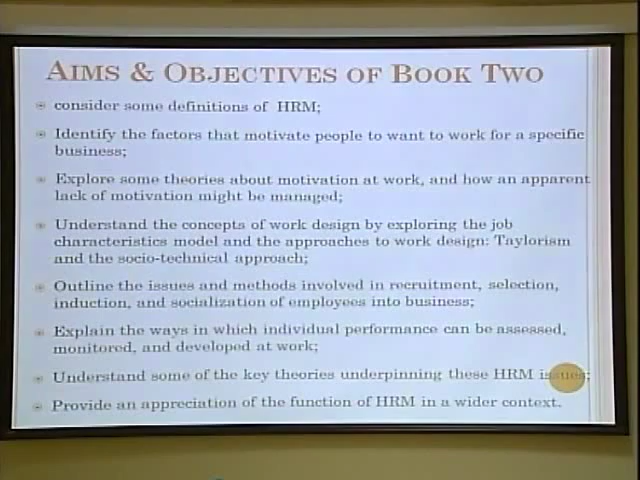 AIMS & OBJECTIVES OF BOOK TWO
consider some definitions of HRM;
Identify the factors that motivate people to want to work for a specific
business;
Explore some theories about motivation at work, and how an apparent
lack of motivation might be managed;
Understand the concepts of work design by exploring the job
characteristics model and the approaches to work design: Taylorism
and the socio-technical approach;
Outline the issues and methods involved in recruitment, selection,
induction, and socialization of employees into business;
Explain the ways in which individual performance can be assessed,
monitored, and developed at work;
Understand some of the key theories underpinning these HRM issues;
Provide an appreciation of the function of HRM in a wider context.